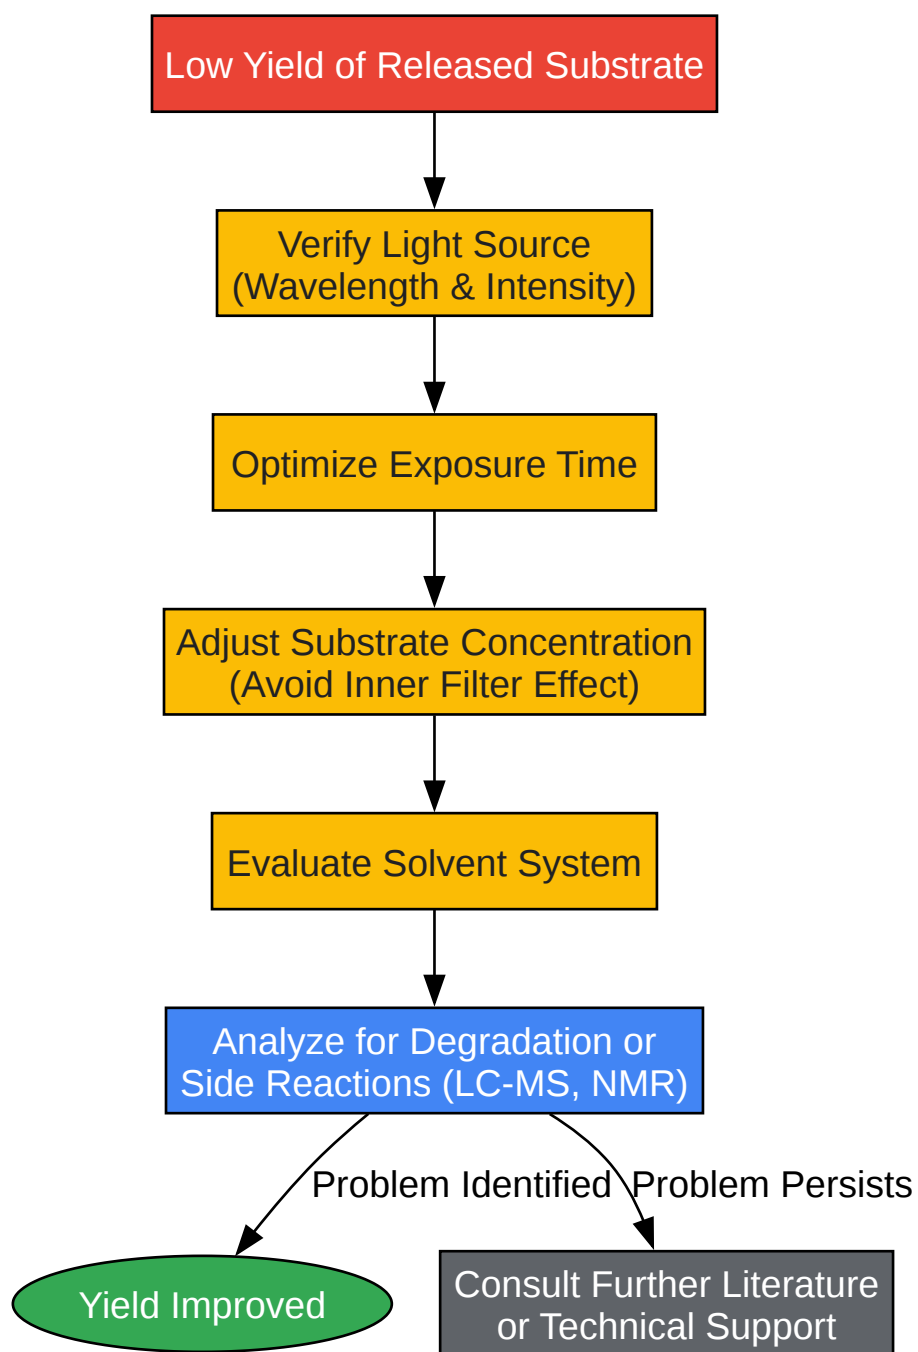 Low Yield of Released Substrate
Verify Light Source
(Wavelength & Intensity)
Optimize Exposure Time
Adjust Substrate Concentration
(Avoid Inner Filter Effect)
Evaluate Solvent System
Analyze for Degradation or
Side Reactions (LC-MS, NMR)
Problem Identified
Problem Persists
Yield Improved
Consult Further Literature
or Technical Support